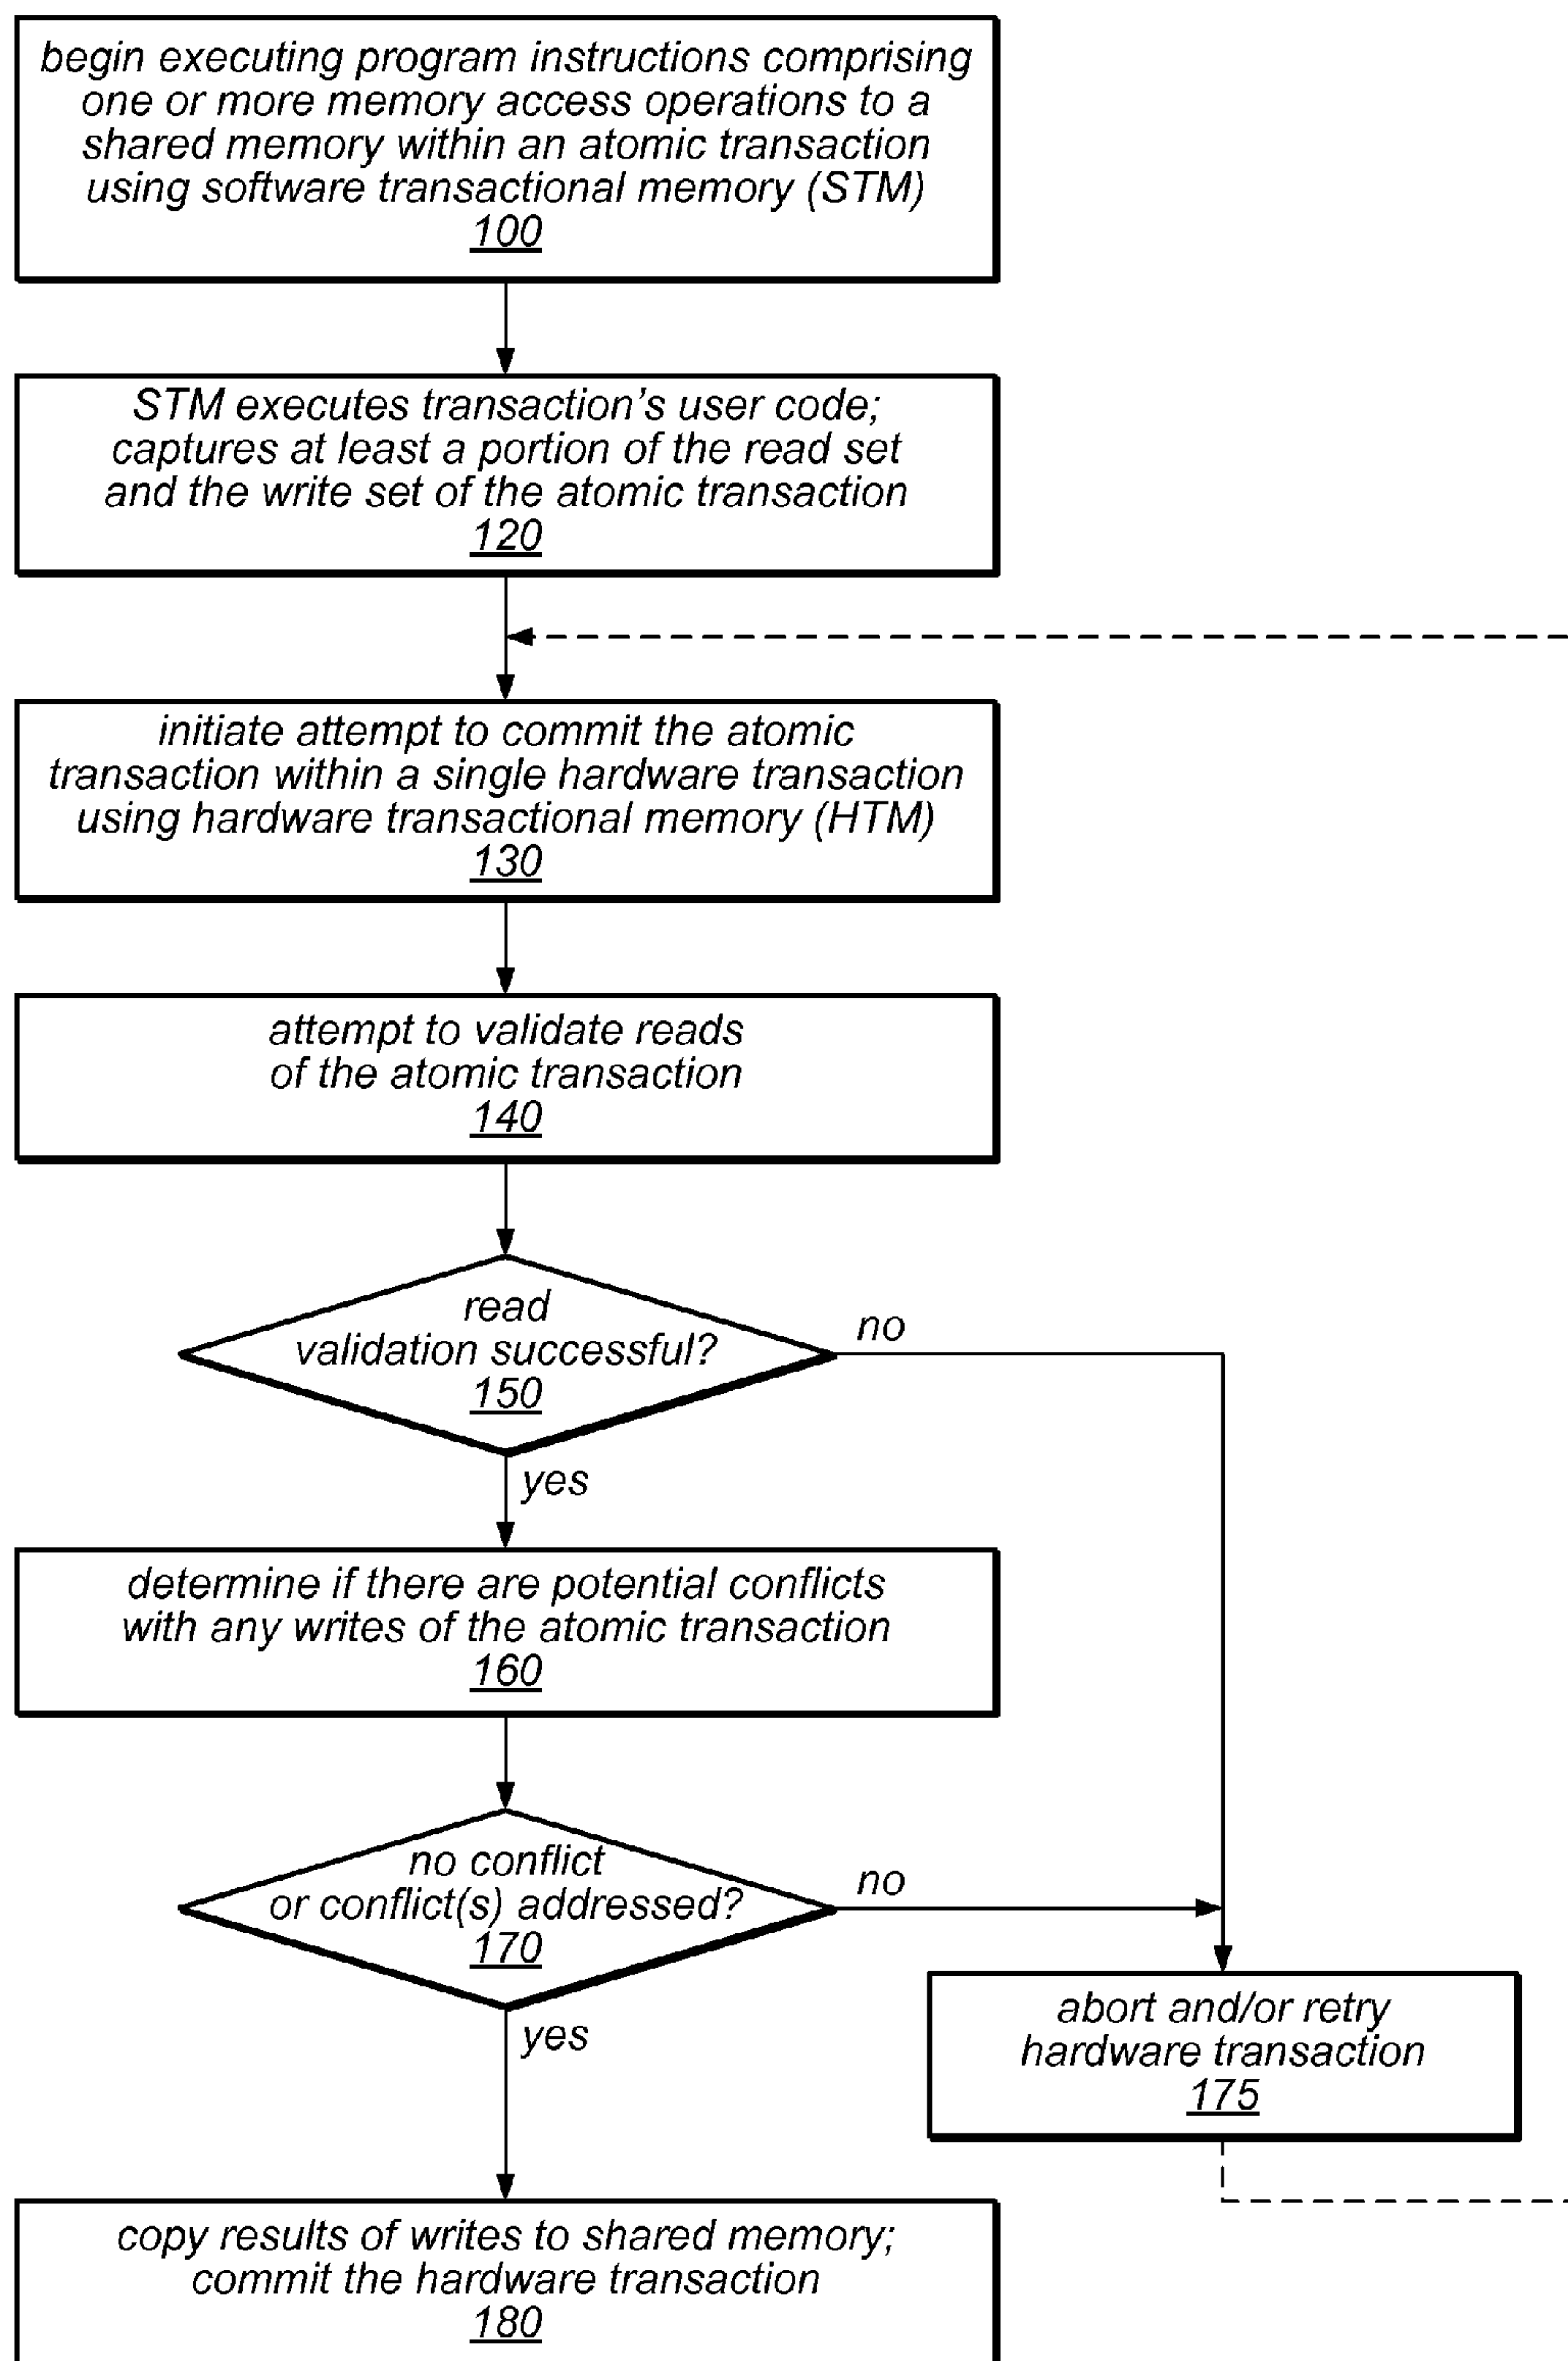 begin executing program instructions comprising
one or more memory access operations to a
shared memory within an atomic transaction
using software transactional memory (STM)
100
STM executes transaction's user code;
captures at least a portion of the read set
and the write set of the atomic transaction
120
initiate attempt to commit the atomic
transaction within a single hardware transaction
using hardware transactional memory (HTM)
130
attempt to validate reads
of the atomic transaction
140
read
validation successful?
150
no
yes
determine if there are potential conflicts
with any writes of the atomic transaction
160
no conflict
or conflict(s) addressed?
170
no
yes
abort and/or retry
hardware transaction
175
copy results of writes to shared memory;
commit the hardware transaction
180